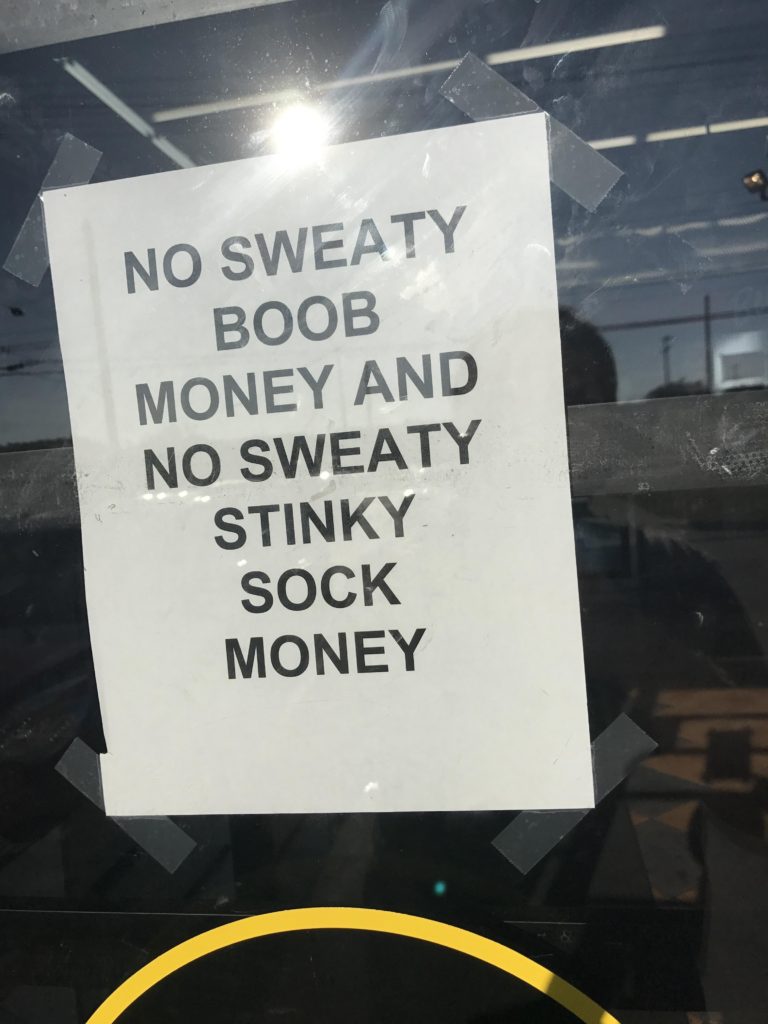 NO SWEATY
BOOB
MONEY AND
NO SWEATY
STINKY
SOCK
MONEY